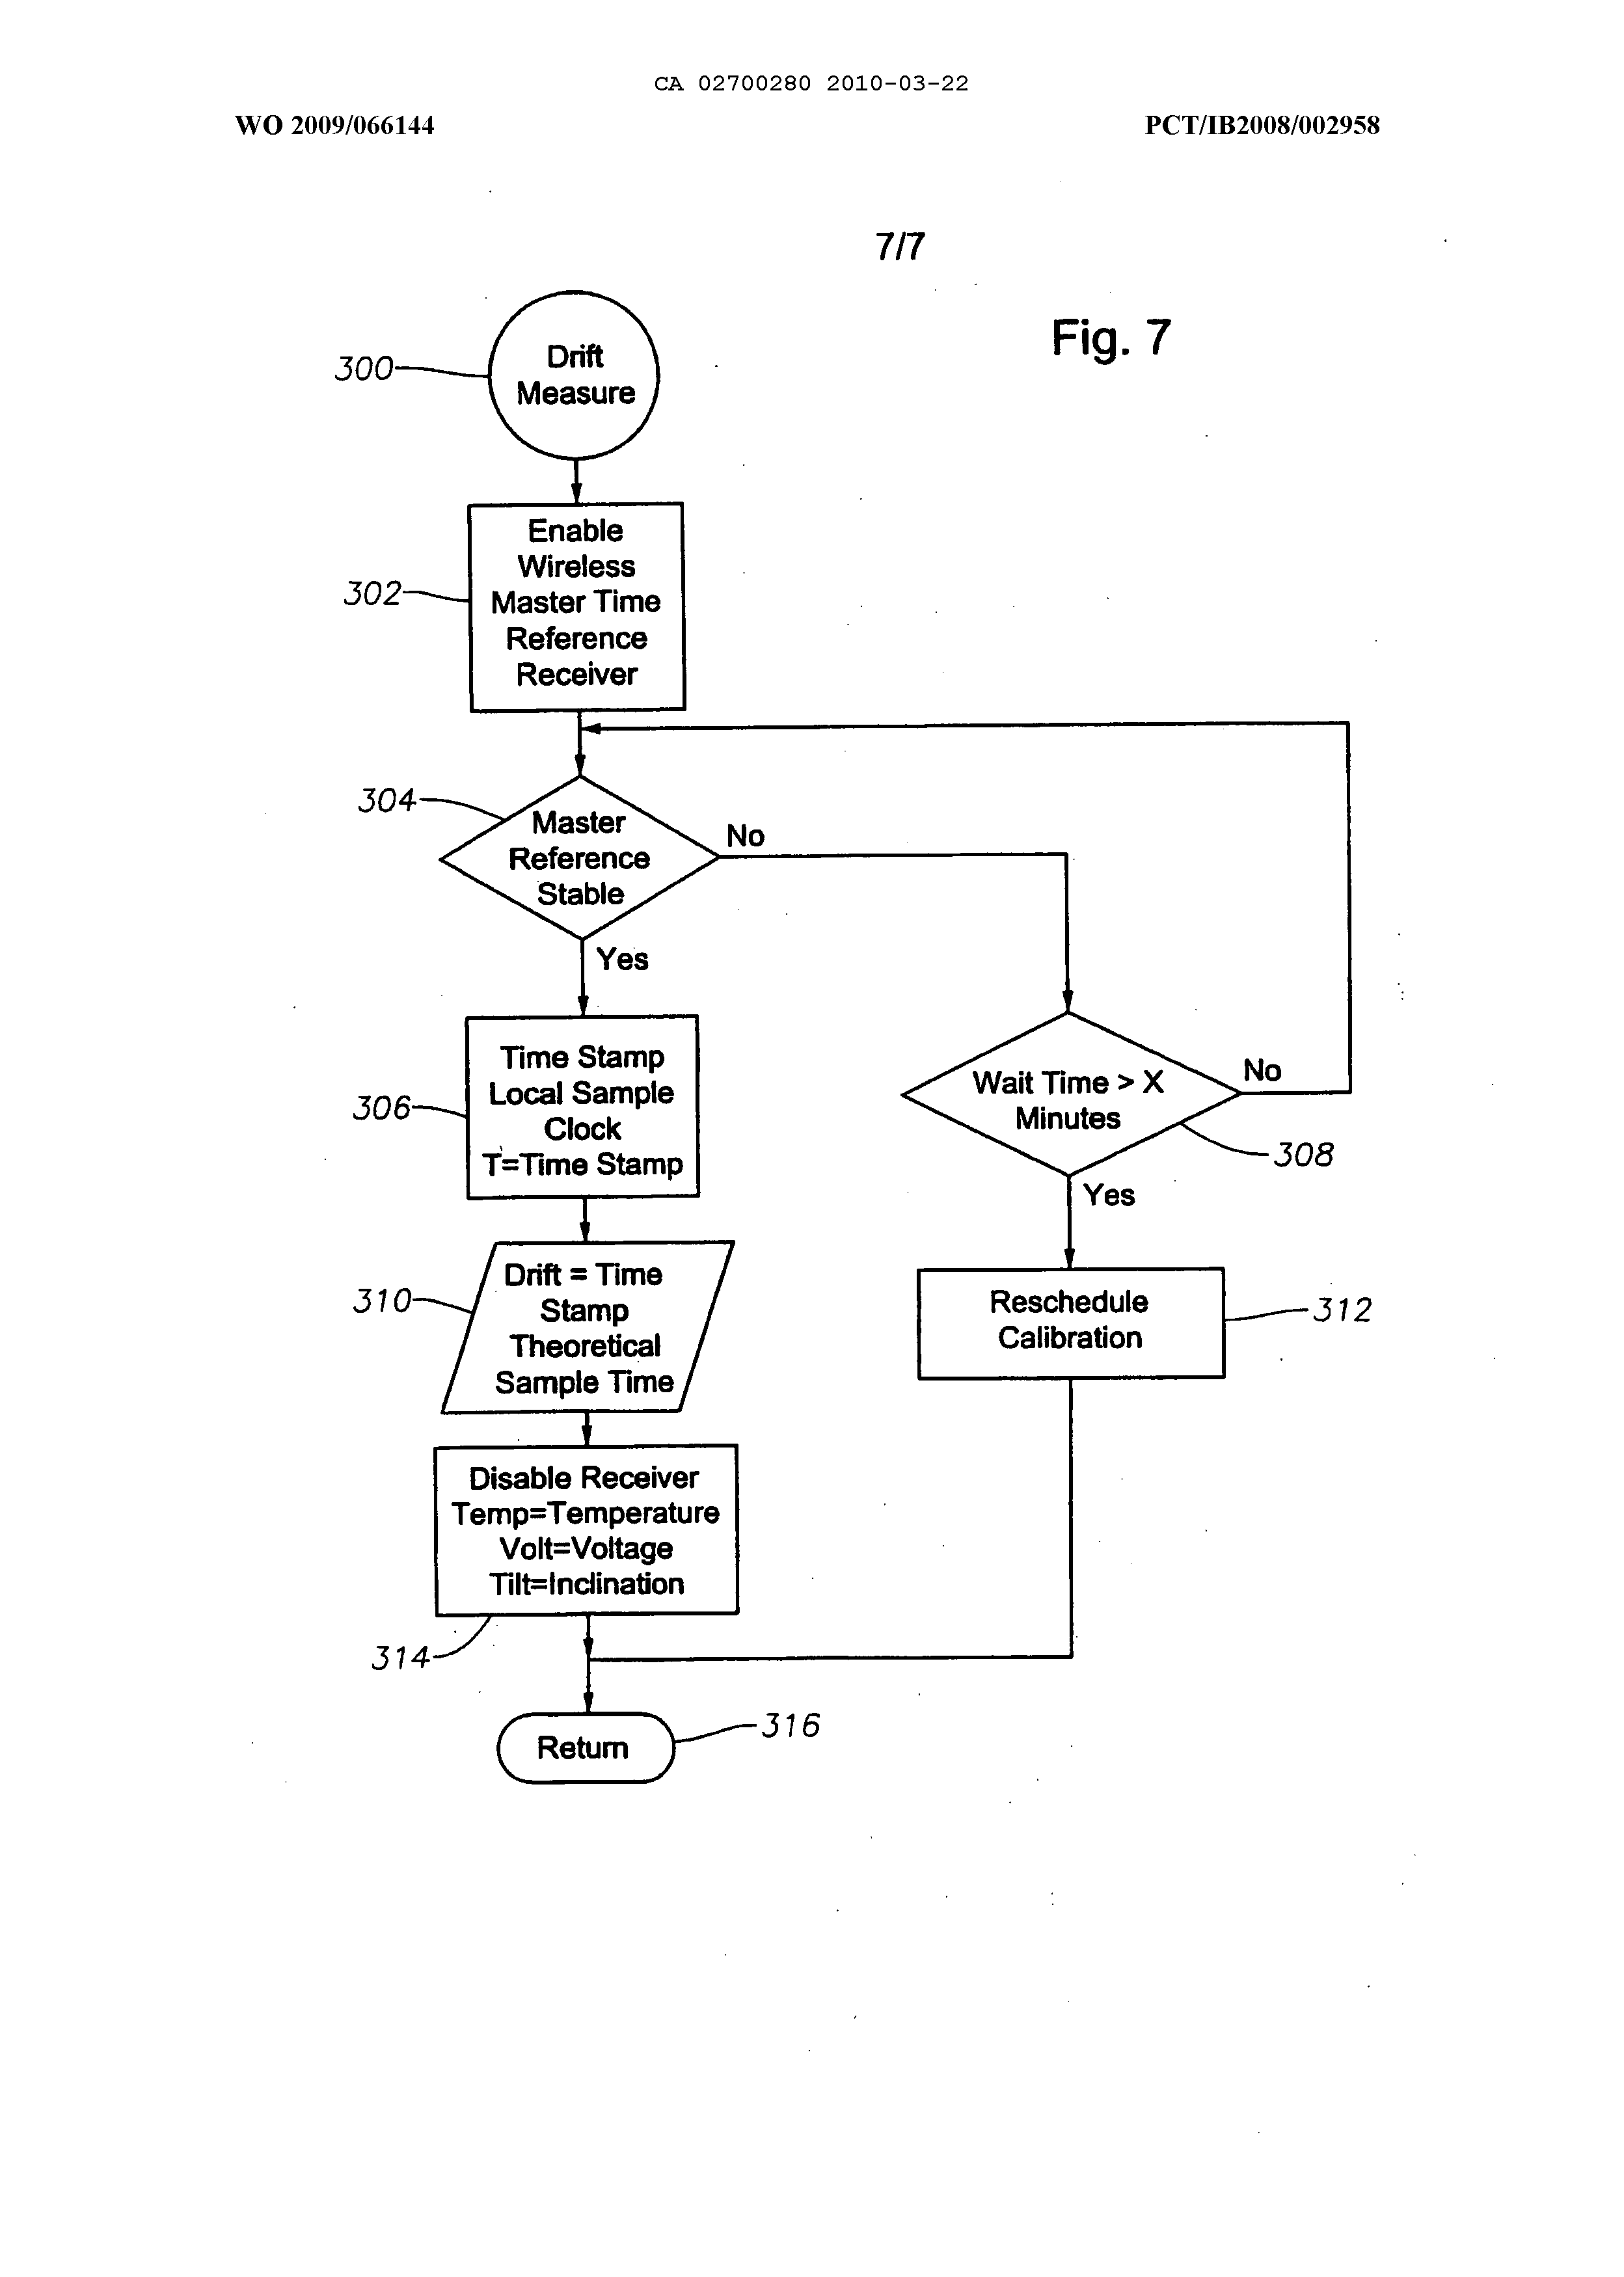 CA 02700280 2010-03-22
WO 2009/066144
PCT/IB2008/002958
7/7
Fig. 7
300
Drift
Measure
302
Enable
Wireless
Master Time
Reference
Receiver
304
Master
Reference
Stable
No
Yes
306
Time Stamp
Local Sample
Clock
T=Time Stamp
Wait Time > X
Minutes
No
308
Yes
310
Drift = Time
Stamp
Theoretical
Sample Time
Reschedule
Calibration
312
Disable Receiver
Temp=Temperature
Volt=Voltage
Tilt=Inclination
314
Return
316